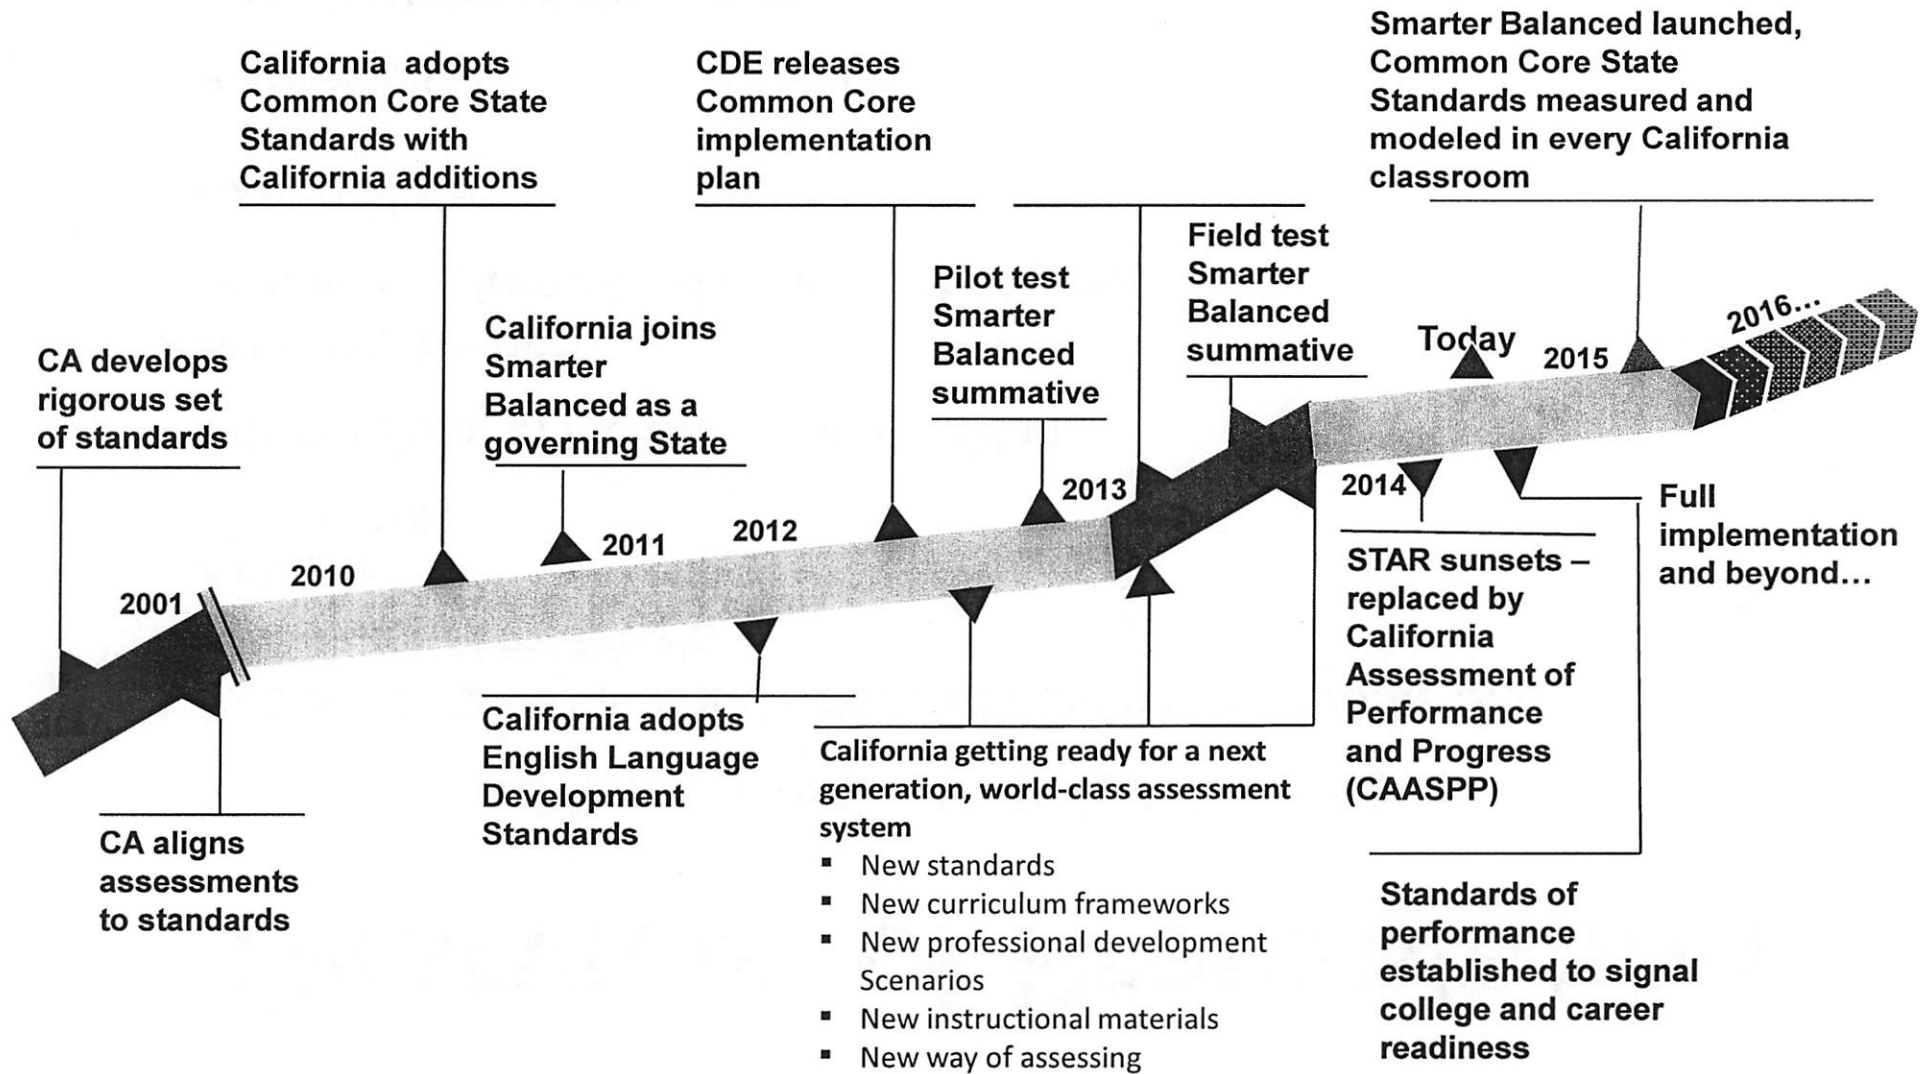 Smarter Balanced launched,
Common Core State
Standards measured and
modeled in every California
classroom
California adopts
Common Core State
Standards with
California additions
CDE releases
Common Core
implementation
plan
Field test
Smarter
Balanced
summative
Pilot test
Smarter
Balanced
summative
California joins
Smarter
Balanced as a
governing State
CA develops
rigorous set
of standards
2001
2010
2011
2012
2013
2014
Today
2015
2016...
Full
implementation
and beyond...
STAR sunsets –
replaced by
California
Assessment of
Performance
and Progress
(CAASPP)
California adopts
English Language
Development
Standards
California getting ready for a next
generation, world-class assessment
system
▪ New standards
▪ New curriculum frameworks
▪ New professional development
Scenarios
▪ New instructional materials
▪ New way of assessing
CA aligns
assessments
to standards
Standards of
performance
established to signal
college and career
readiness